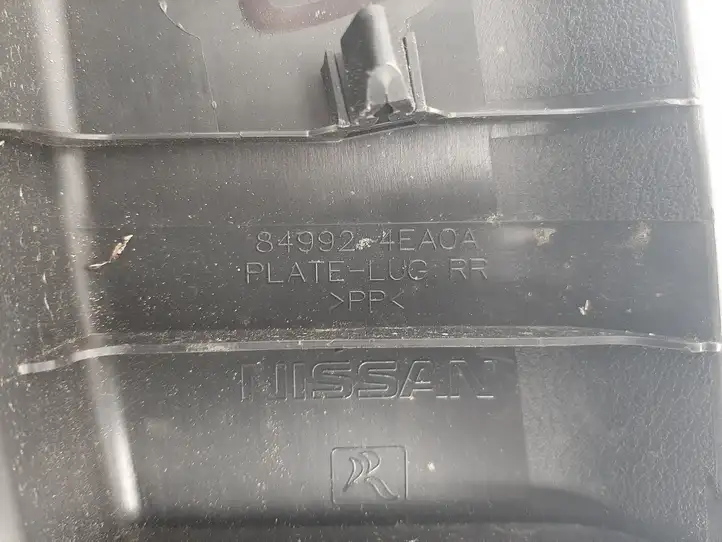 84992-4EA0A
PLATE-LUG RR
>PP<
NISSAN